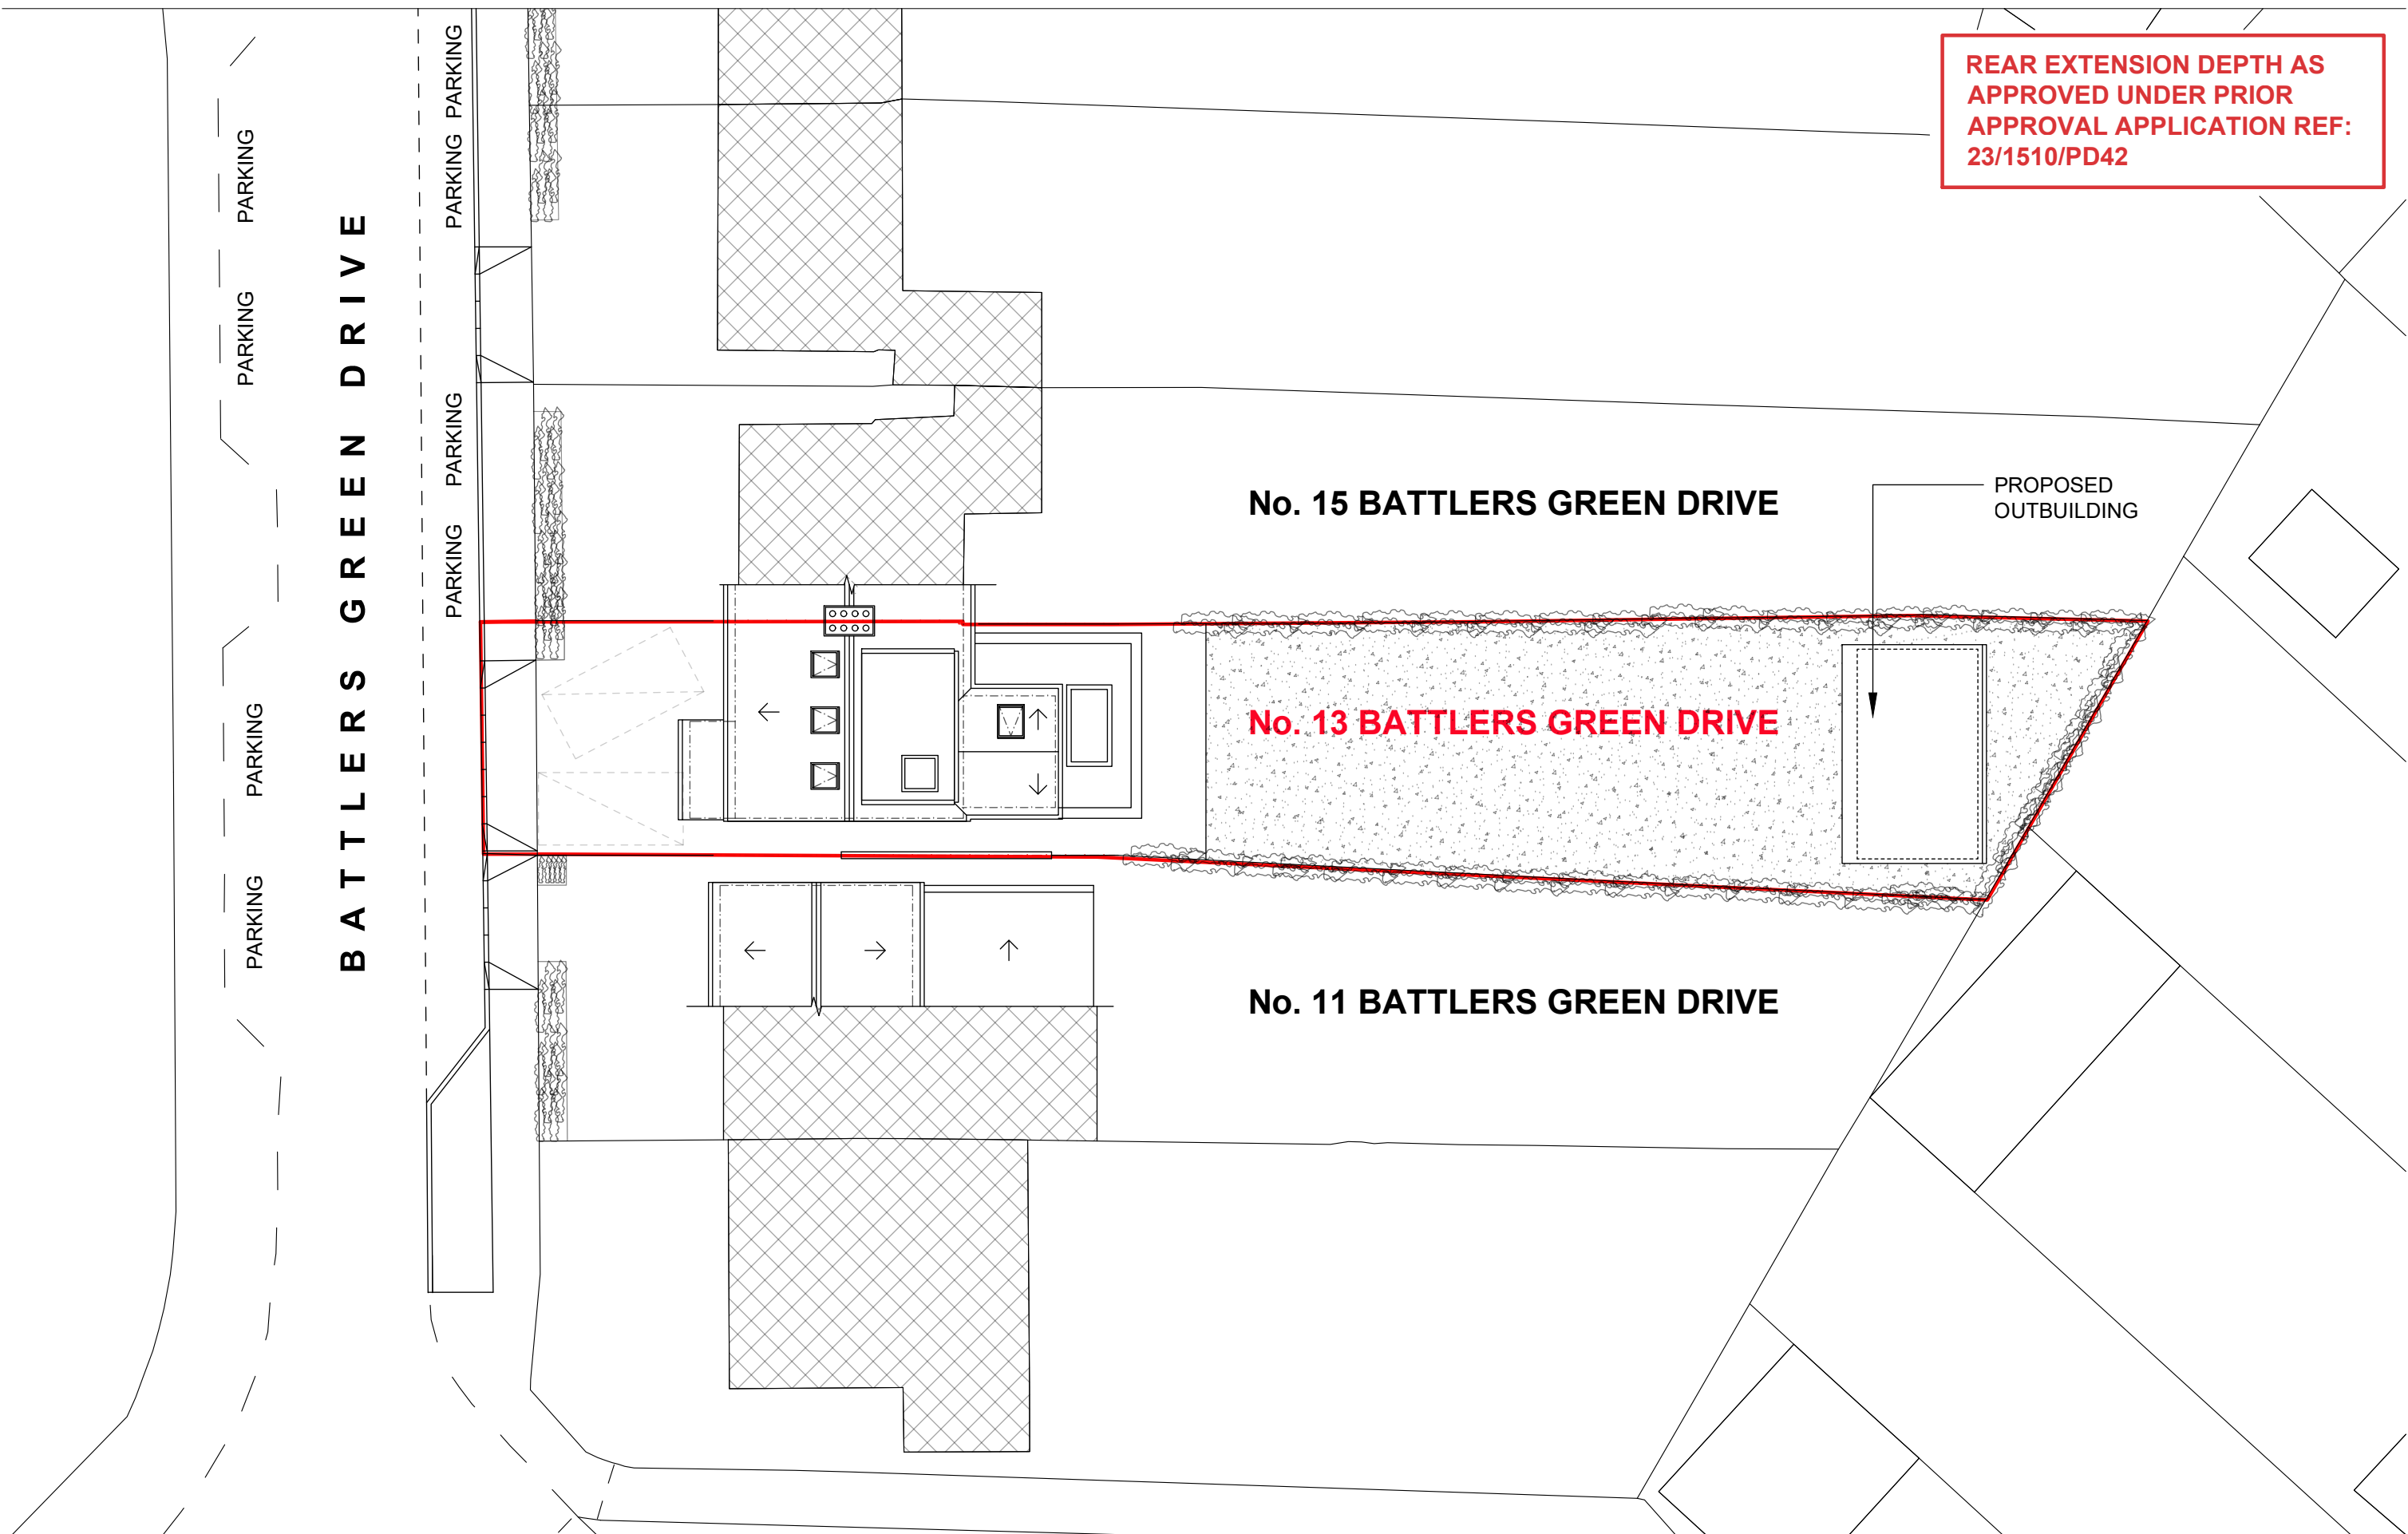 REAR EXTENSION DEPTH AS
APPROVED UNDER PRIOR
APPROVAL APPLICATION REF:
23/1510/PD42
PARKING
PARKING
PARKING
PARKING
BATTLERS GREEN DRIVE
PARKING
PARKING
PARKING
PARKING
No. 15 BATTLERS GREEN DRIVE
PROPOSED
OUTBUILDING
No. 13 BATTLERS GREEN DRIVE
No. 11 BATTLERS GREEN DRIVE